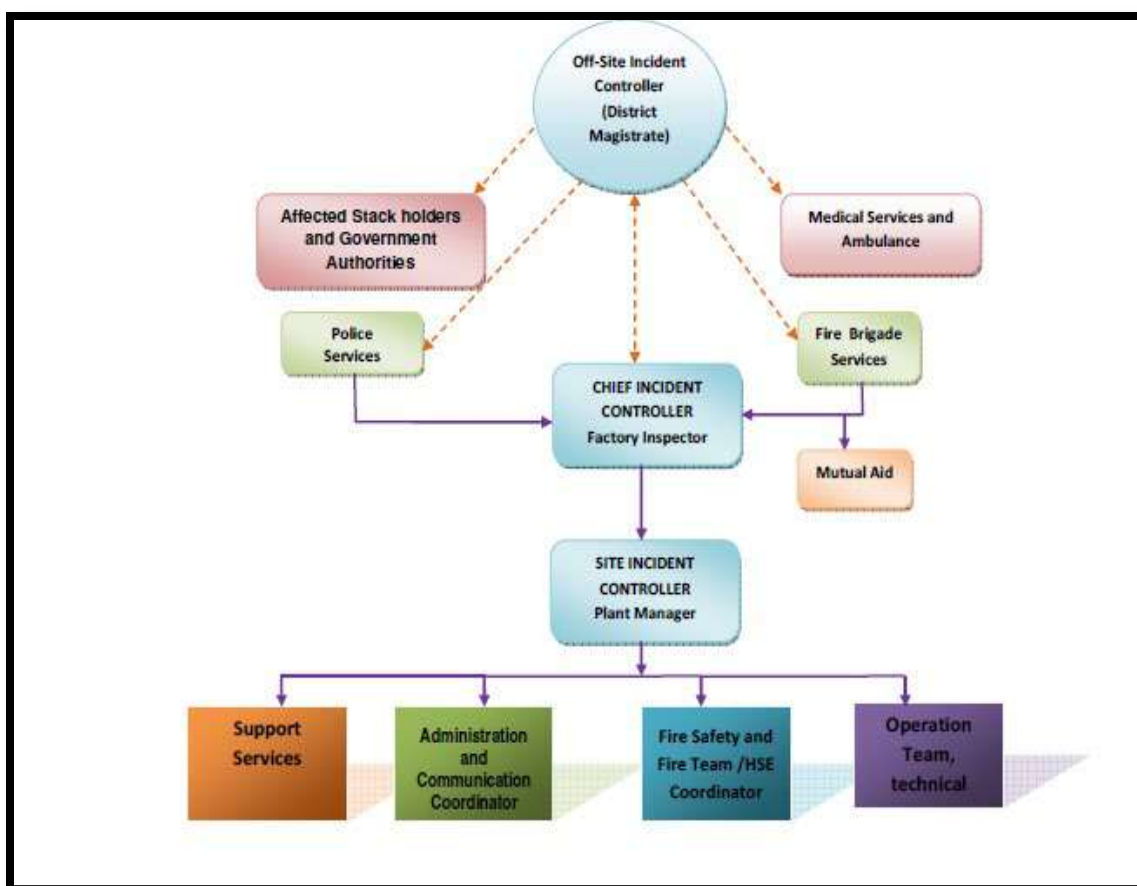 Off-Site Incident
Controller
(District
Magistrate)
Affected Stack holders
and Government
Authorities
Medical Services and
Ambulance
Police
Services
Fire Brigade
Services
CHIEF INCIDENT
CONTROLLER
Factory Inspector
Mutual Aid
SITE INCIDENT
CONTROLLER
Plant Manager
Support
Services
Administration
and
Communication
Coordinator
Fire Safety and
Fire Team /HSE
Coordinator
Operation
Team,
technical